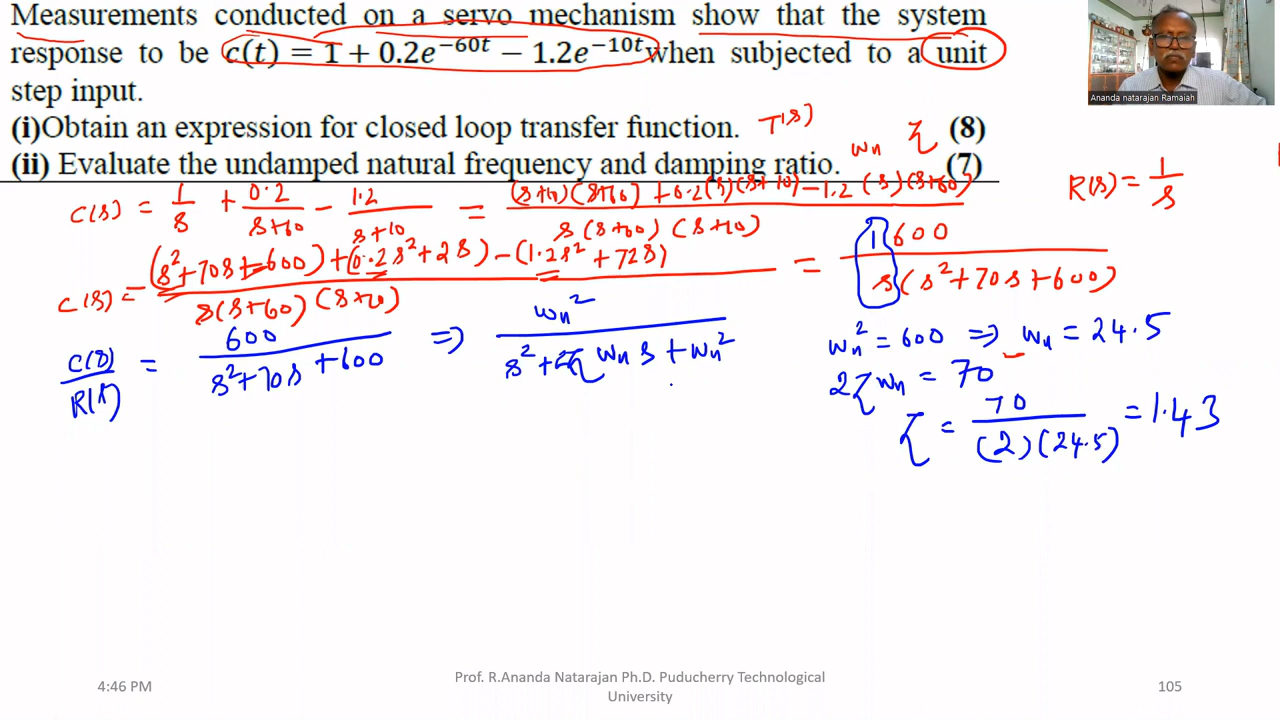 Measurements conducted on a servo mechanism show that the system
response to be c(t) = 1 + 0.2e^{-60t} − 1.2e^{-10t} when subjected to a unit
step input.
(i)Obtain an expression for closed loop transfer function. T(s) (8)
(ii) Evaluate the undamped natural frequency and damping ratio. ωn ζ (7)
Ananda natarajan Ramaiah
R(s) = 1/s
C(s) = 1/s + 0.2/(s+60) − 1.2/(s+10) = ((s+10)(s+60) + 0.2(s)(s+10) − 1.2(s)(s+60))/(s(s+60)(s+10))
C(s) = ((s²+70s+600) + (0.2s²+2s) − (1.2s²+72s))/(s(s+60)(s+10)) = 1 600/(s(s²+70s+600))
C(s)/R(s) = 600/(s²+70s+600) ⇒ ωn²/(s²+2ζωn s+ωn²)
ωn² = 600 ⇒ ωn = 24.5
2ζωn = 70
ζ = 70/((2)(24.5)) = 1.43
4:46 PM
Prof. R.Ananda Natarajan Ph.D. Puducherry Technological
University
105